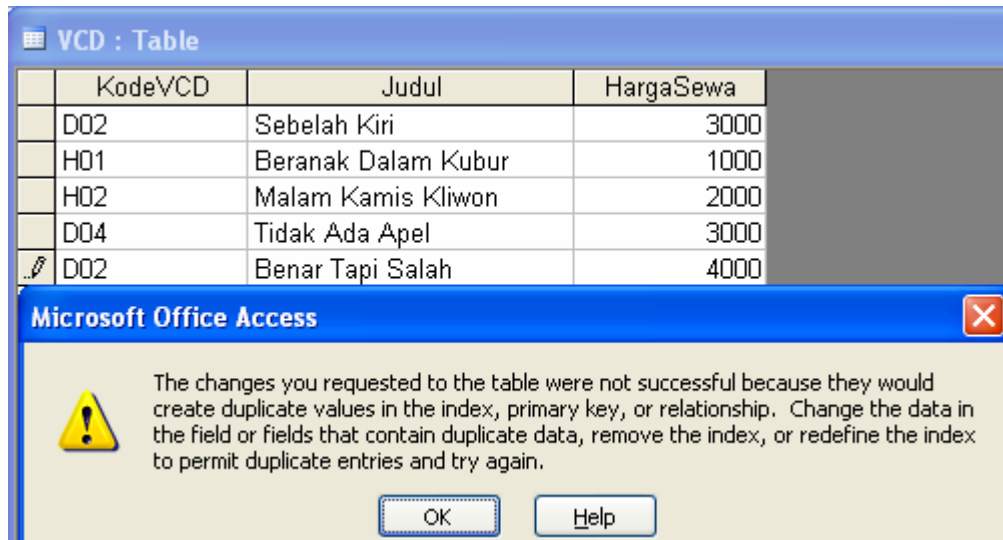 VCD : Table
KodeVCD Judul HargaSewa
D02 Sebelah Kiri 3000
H01 Beranak Dalam Kubur 1000
H02 Malam Kamis Kliwon 2000
D04 Tidak Ada Apel 3000
D02 Benar Tapi Salah 4000
Microsoft Office Access
The changes you requested to the table were not successful because they would
create duplicate values in the index, primary key, or relationship. Change the data in
the field or fields that contain duplicate data, remove the index, or redefine the index
to permit duplicate entries and try again.
OK Help